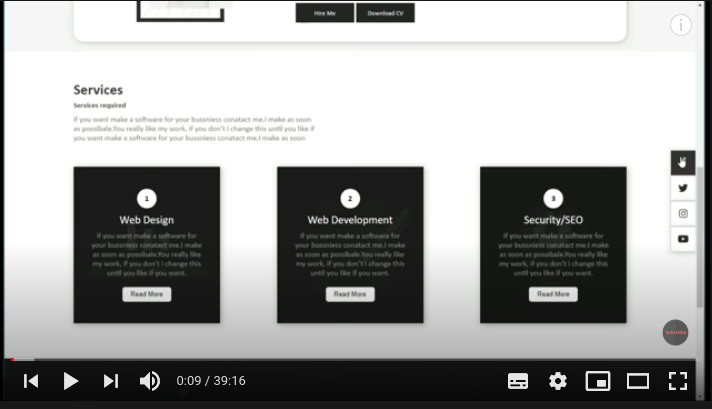 Hire Me
Download CV
Services
Services required
if you want make a software for your bussniess conatact me.I make as soon
as possibale.You really like my work, If you don't i change this until you like if
you want make a software for your bussniess conatact me.I make as soon
1
Web Design
If you want make a software for
your bussniess conatact me.I make
as soon as possibale.You really like
my work, If you don't i change this
until you like if you want.
Read More
2
Web Development
If you want make a software for
your bussniess conatact me.I make
as soon as possibale.You really like
my work, If you don't i change this
until you like if you want.
Read More
3
Security/SEO
If you want make a software for
your bussniess conatact me.I make
as soon as possibale.You really like
my work, If you don't i change this
until you like if you want.
Read More
Subscribe
0:09 / 39:16